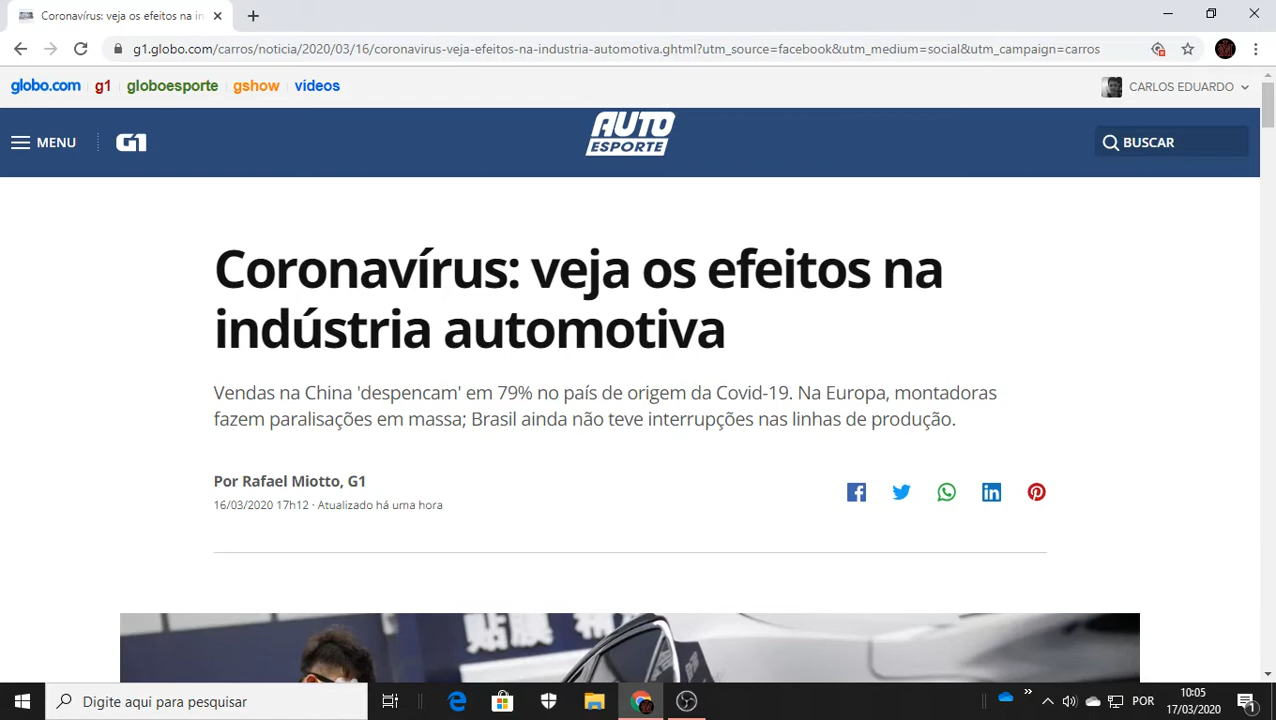 Coronavírus: veja os efeitos na in
g1.globo.com/carros/noticia/2020/03/16/coronavirus-veja-efeitos-na-industria-automotiva.ghtml?utm_source=facebook&utm_medium=social&utm_campaign=carros
globo.com g1 globoesporte gshow vídeos CARLOS EDUARDO
MENU G1 AUTO ESPORTE BUSCAR
Coronavírus: veja os efeitos na
indústria automotiva
Vendas na China 'despencam' em 79% no país de origem da Covid-19. Na Europa, montadoras
fazem paralisações em massa; Brasil ainda não teve interrupções nas linhas de produção.
Por Rafael Miotto, G1
16/03/2020 17h12 · Atualizado há uma hora
贴膜
Digite aqui para pesquisar
POR
10:05
17/03/2020
1